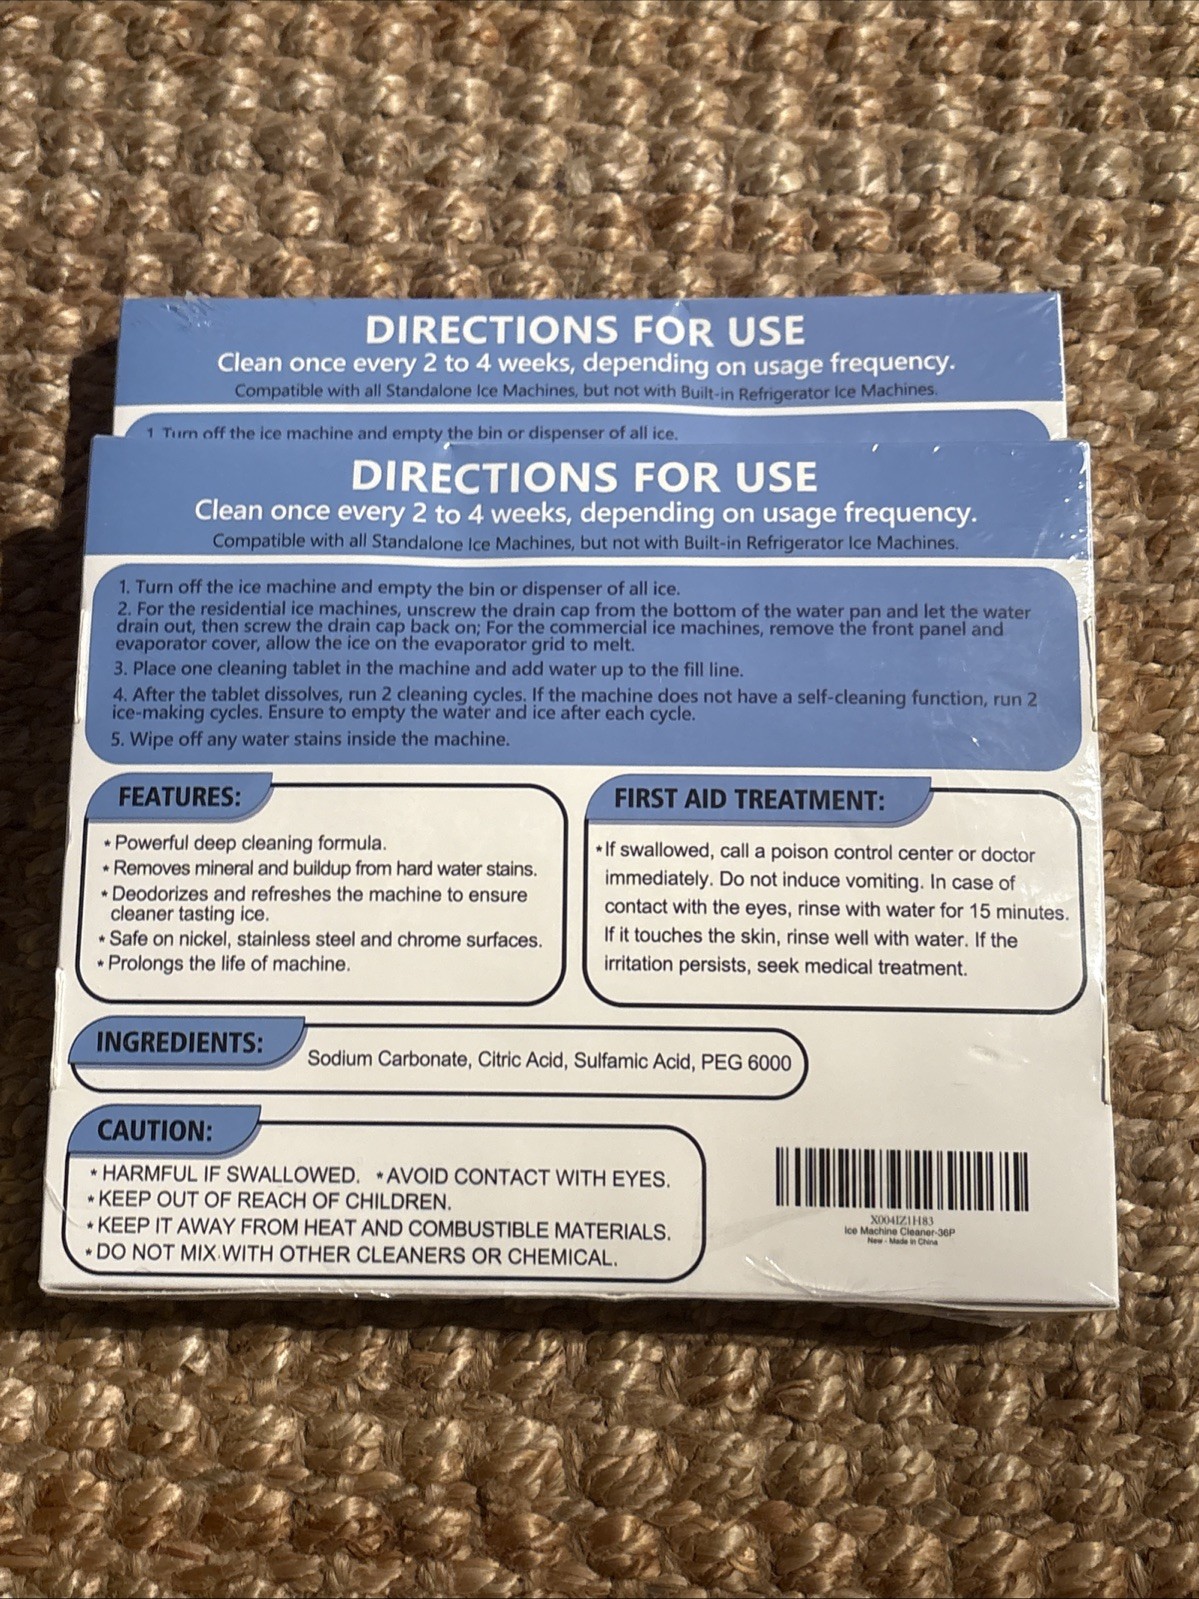 DIRECTIONS FOR USE
Clean once every 2 to 4 weeks, depending on usage frequency.
Compatible with all Standalone Ice Machines, but not with Built-in Refrigerator Ice Machines.
1 Turn off the ice machine and empty the bin or dispenser of all ice.
DIRECTIONS FOR USE
Clean once every 2 to 4 weeks, depending on usage frequency.
Compatible with all Standalone Ice Machines, but not with Built-in Refrigerator Ice Machines.
1. Turn off the ice machine and empty the bin or dispenser of all ice.
2. For the residential ice machines, unscrew the drain cap from the bottom of the water pan and let the water
drain out, then screw the drain cap back on; For the commercial ice machines, remove the front panel and
evaporator cover, allow the ice on the evaporator grid to melt.
3. Place one cleaning tablet in the machine and add water up to the fill line.
4. After the tablet dissolves, run 2 cleaning cycles. If the machine does not have a self-cleaning function, run 2
ice-making cycles. Ensure to empty the water and ice after each cycle.
5. Wipe off any water stains inside the machine.
FEATURES:
* Powerful deep cleaning formula.
* Removes mineral and buildup from hard water stains.
* Deodorizes and refreshes the machine to ensure
cleaner tasting ice.
* Safe on nickel, stainless steel and chrome surfaces.
* Prolongs the life of machine.
FIRST AID TREATMENT:
* If swallowed, call a poison control center or doctor
immediately. Do not induce vomiting. In case of
contact with the eyes, rinse with water for 15 minutes.
If it touches the skin, rinse well with water. If the
irritation persists, seek medical treatment.
INGREDIENTS:
Sodium Carbonate, Citric Acid, Sulfamic Acid, PEG 6000
CAUTION:
* HARMFUL IF SWALLOWED. * AVOID CONTACT WITH EYES.
* KEEP OUT OF REACH OF CHILDREN.
* KEEP IT AWAY FROM HEAT AND COMBUSTIBLE MATERIALS.
* DO NOT MIX WITH OTHER CLEANERS OR CHEMICAL.
X004IZ1H83
Ice Machine Cleaner-36P
New - Made in China